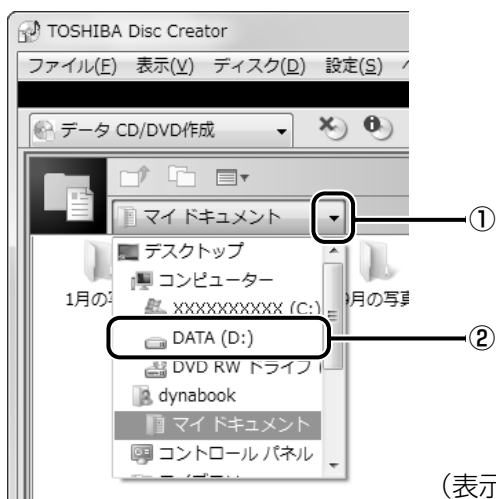 TOSHIBA Disc Creator
ファイル(F) 表示(V) ディスク(D) 設定(S)
データ CD/DVD作成
マイ ドキュメント
①
デスクトップ
コンピューター
1月の
XXXXXXXXXX (C:)
月の写真
DATA (D:)
②
DVD RW ドライブ
dynabook
マイ ドキュメント
コントロール パネル
(表示